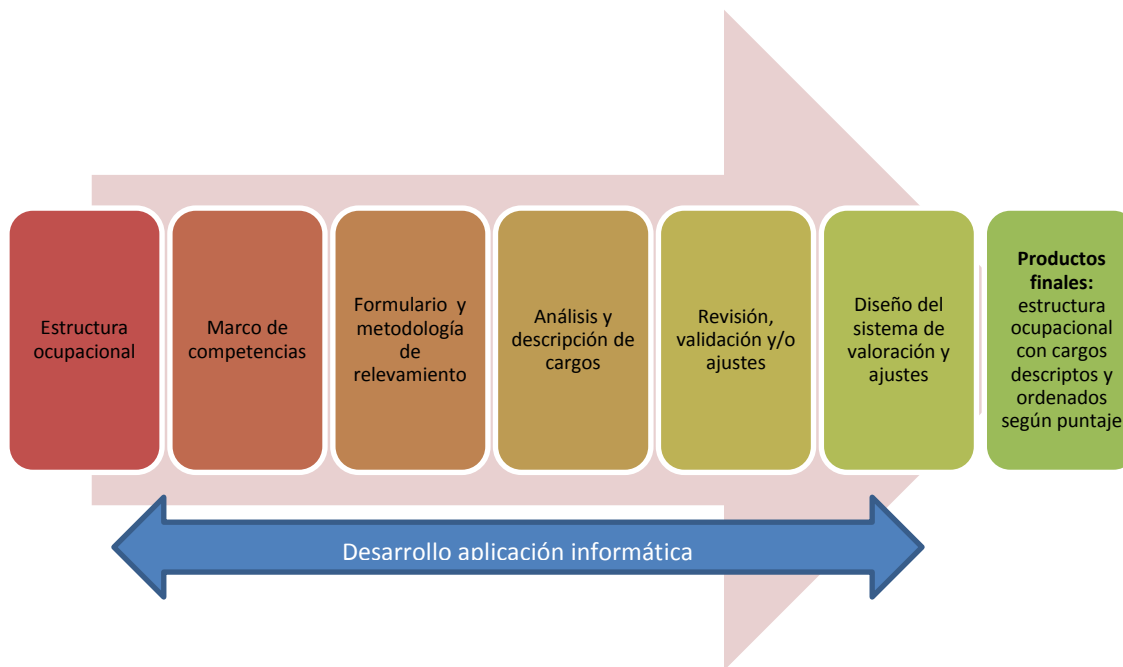 Estructura
ocupacional
Marco de
competencias
Formulario y
metodología
de
relevamiento
Análisis y
descripción de
cargos
Revisión,
validación y/o
ajustes
Diseño del
sistema de
valoración y
ajustes
Productos
finales:
estructura
ocupacional
con cargos
descriptos y
ordenados
según puntaje
Desarrollo aplicación informática